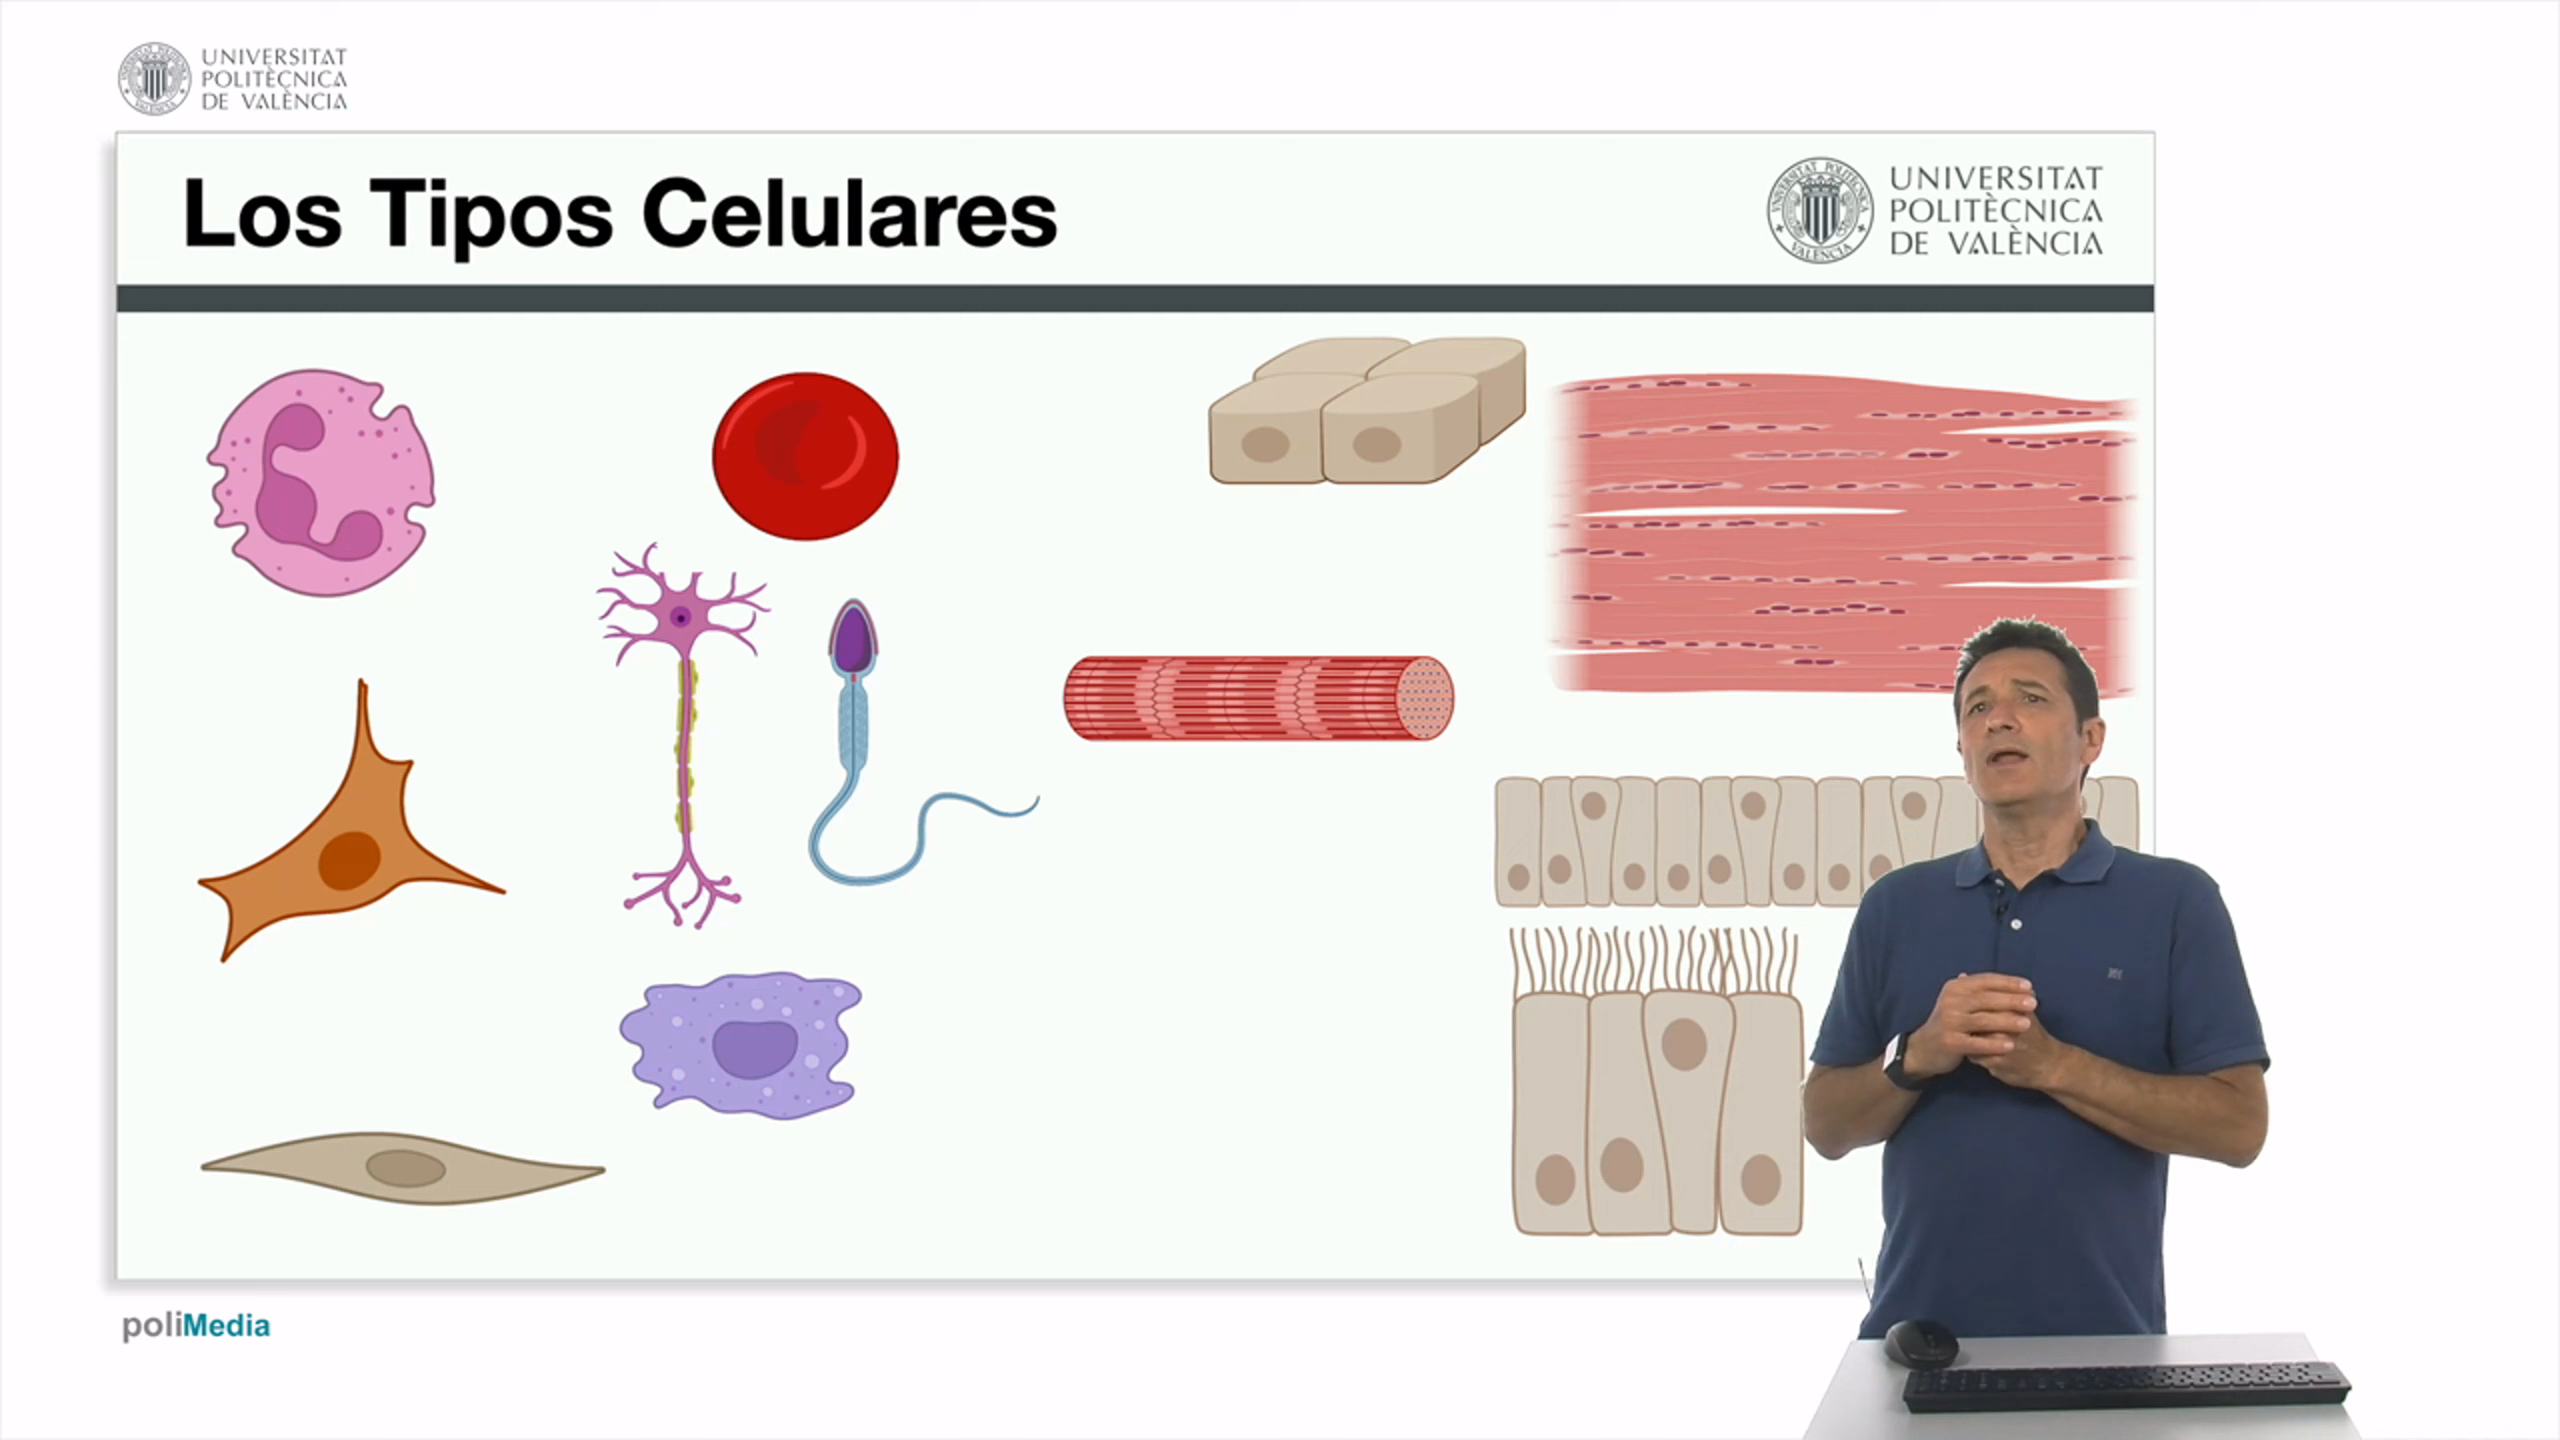 UNIVERSITAT
POLITÈCNICA
DE VALÈNCIA
Los Tipos Celulares
UNIVERSITAT
POLITÈCNICA
DE VALÈNCIA
poliMedia